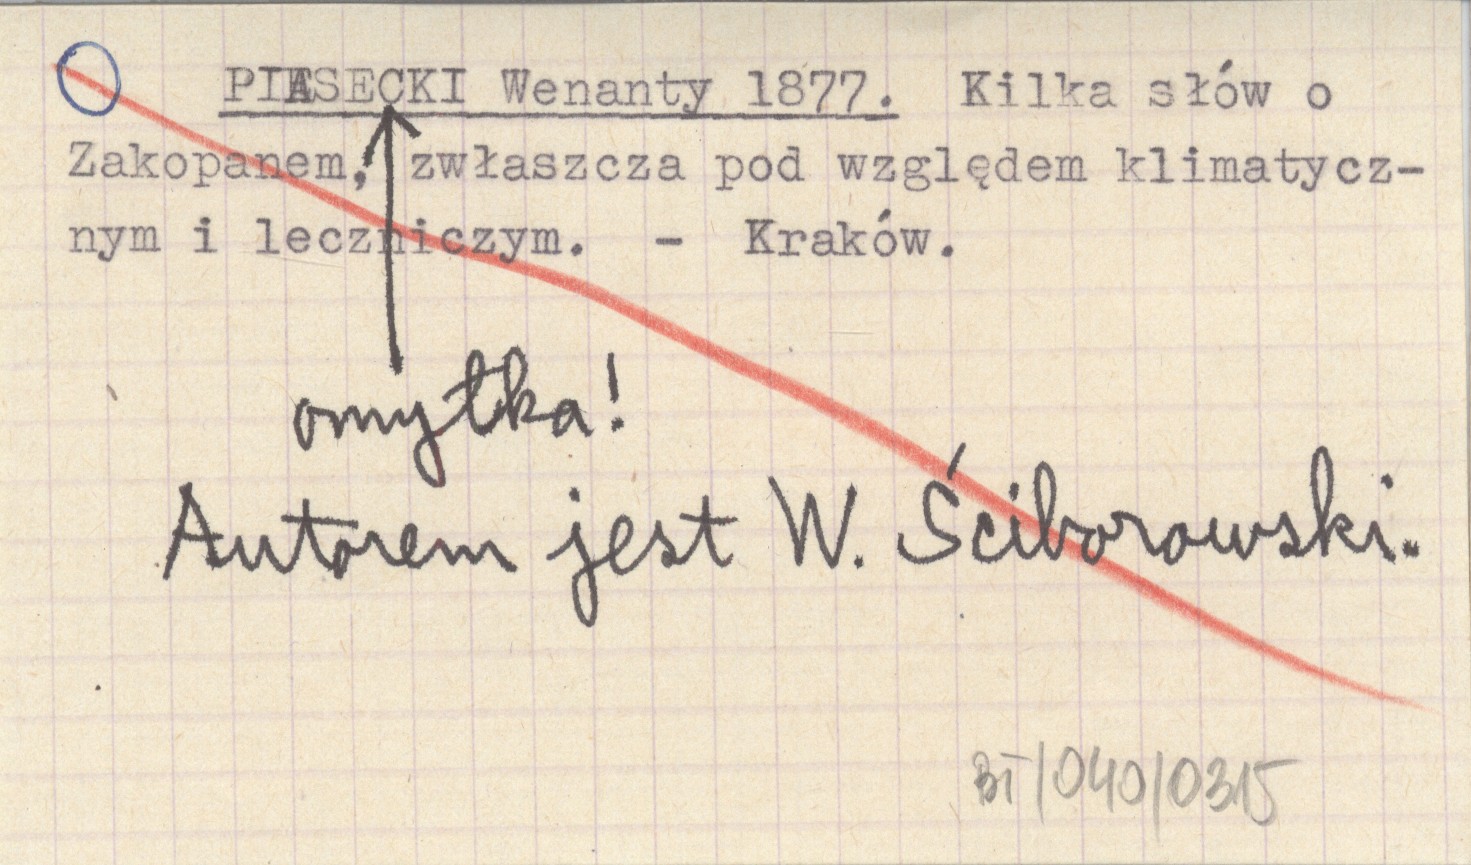 PIASECKI Wenanty 1877. Kilka słów o
Zakopanem, zwłaszcza pod względem klimatycz-
nym i leczniczym. - Kraków.
omyłka!
Autorem jest W. Ściborowski.
BT/040/0315